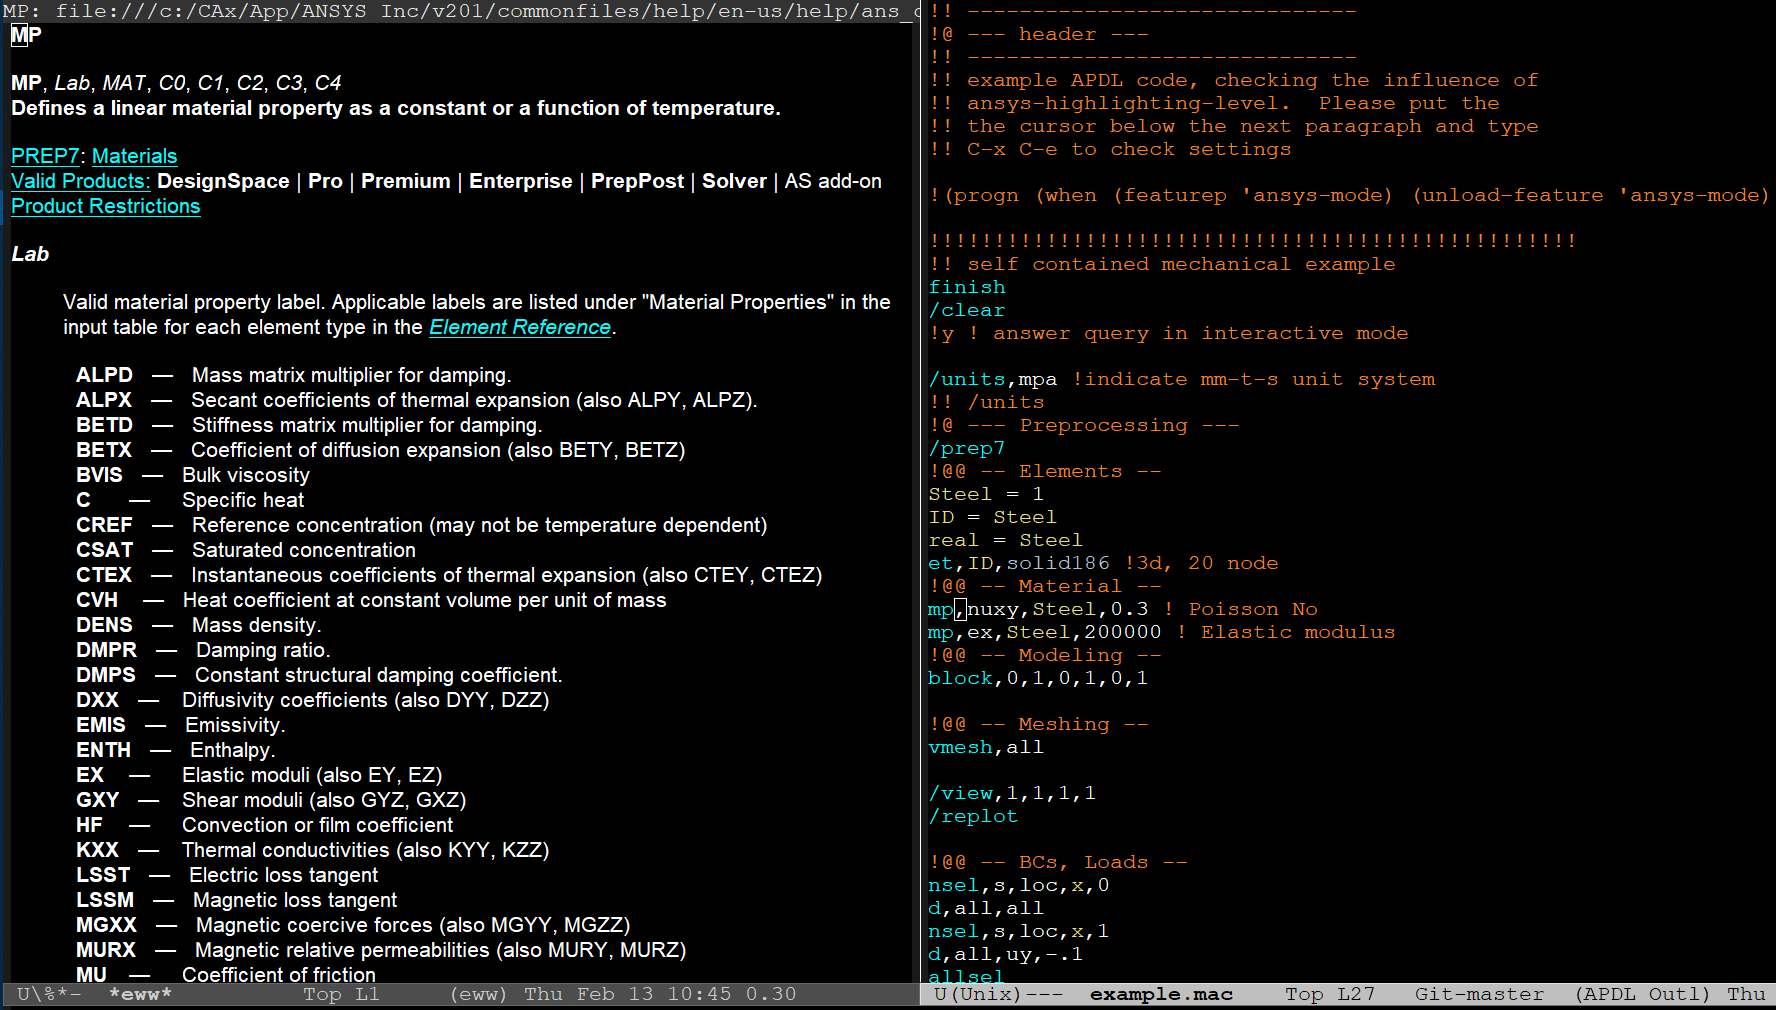 MP: file:///c:/CAx/App/ANSYS Inc/v201/commonfiles/help/en-us/help/ans_c
MP
MP, Lab, MAT, C0, C1, C2, C3, C4
Defines a linear material property as a constant or a function of temperature.
PREP7: Materials
Valid Products: DesignSpace | Pro | Premium | Enterprise | PrepPost | Solver | AS add-on
Product Restrictions
Lab
Valid material property label. Applicable labels are listed under "Material Properties" in the
input table for each element type in the Element Reference.
ALPD — Mass matrix multiplier for damping.
ALPX — Secant coefficients of thermal expansion (also ALPY, ALPZ).
BETD — Stiffness matrix multiplier for damping.
BETX — Coefficient of diffusion expansion (also BETY, BETZ)
BVIS — Bulk viscosity
C — Specific heat
CREF — Reference concentration (may not be temperature dependent)
CSAT — Saturated concentration
CTEX — Instantaneous coefficients of thermal expansion (also CTEY, CTEZ)
CVH — Heat coefficient at constant volume per unit of mass
DENS — Mass density.
DMPR — Damping ratio.
DMPS — Constant structural damping coefficient.
DXX — Diffusivity coefficients (also DYY, DZZ)
EMIS — Emissivity.
ENTH — Enthalpy.
EX — Elastic moduli (also EY, EZ)
GXY — Shear moduli (also GYZ, GXZ)
HF — Convection or film coefficient
KXX — Thermal conductivities (also KYY, KZZ)
LSST — Electric loss tangent
LSSM — Magnetic loss tangent
MGXX — Magnetic coercive forces (also MGYY, MGZZ)
MURX — Magnetic relative permeabilities (also MURY, MURZ)
MU — Coefficient of friction
U\%*- *eww* Top L1 (eww) Thu Feb 13 10:45 0.30
!! ------------------------------
!@ --- header ---
!! ------------------------------
!! example APDL code, checking the influence of
!! ansys-highlighting-level.  Please put the
!! the cursor below the next paragraph and type
!! C-x C-e to check settings
!(progn (when (featurep 'ansys-mode) (unload-feature 'ansys-mode)
!!!!!!!!!!!!!!!!!!!!!!!!!!!!!!!!!!!!!!!!!!!!!!!!!!
!! self contained mechanical example
finish
/clear
!y ! answer query in interactive mode
/units,mpa !indicate mm-t-s unit system
!! /units
!@ --- Preprocessing ---
/prep7
!@@ -- Elements --
Steel = 1
ID = Steel
real = Steel
et,ID,solid186 !3d, 20 node
!@@ -- Material --
mp,nuxy,Steel,0.3 ! Poisson No
mp,ex,Steel,200000 ! Elastic modulus
!@@ -- Modeling --
block,0,1,0,1,0,1
!@@ -- Meshing --
vmesh,all
/view,1,1,1,1
/replot
!@@ -- BCs, Loads --
nsel,s,loc,x,0
d,all,all
nsel,s,loc,x,1
d,all,uy,-.1
allsel
U(Unix)--- example.mac Top L27 Git-master (APDL Outl) Thu